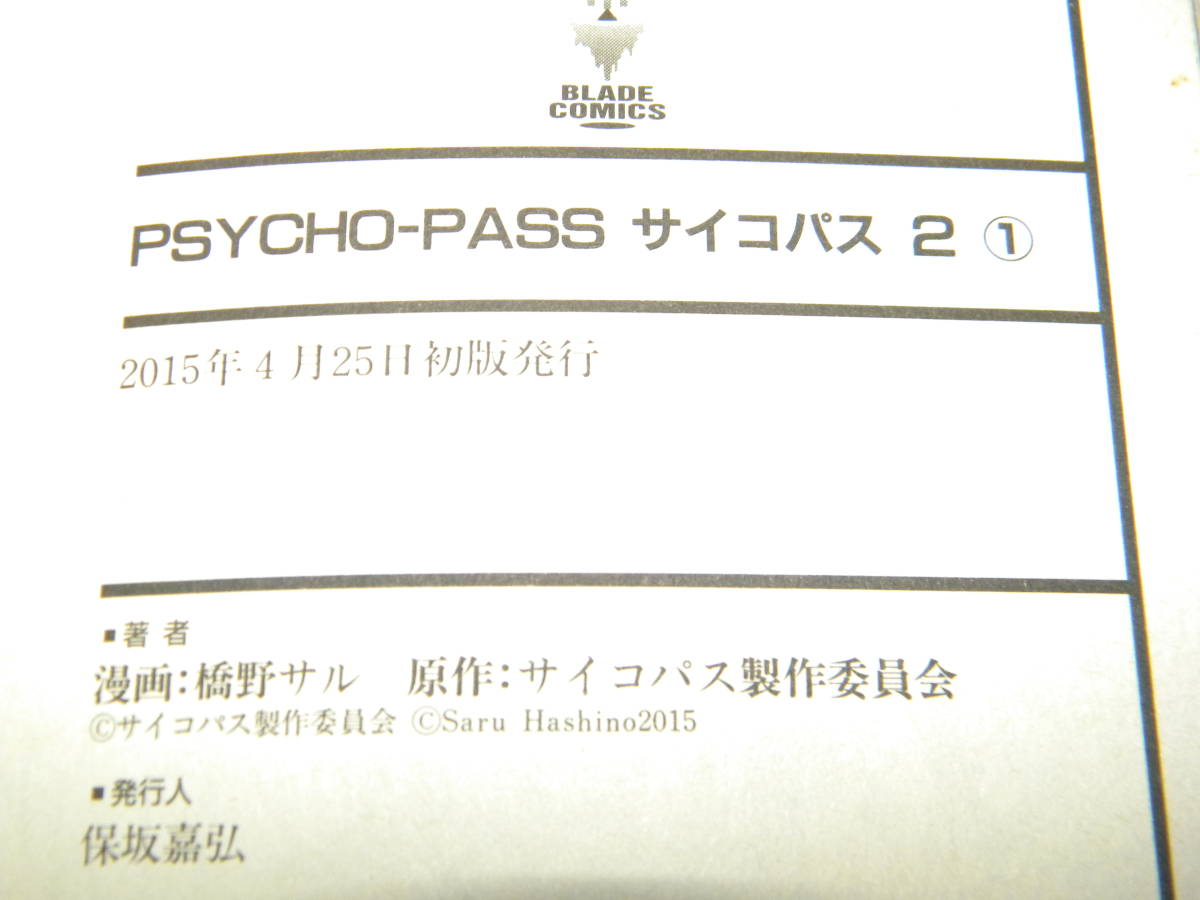 BLADE
COMICS
PSYCHO-PASS サイコパス 2 ①
2015年4月25日初版発行
■著 者
漫画：橋野サル　原作：サイコパス製作委員会
©サイコパス製作委員会 ©Saru Hashino2015
■発行人
保坂嘉弘